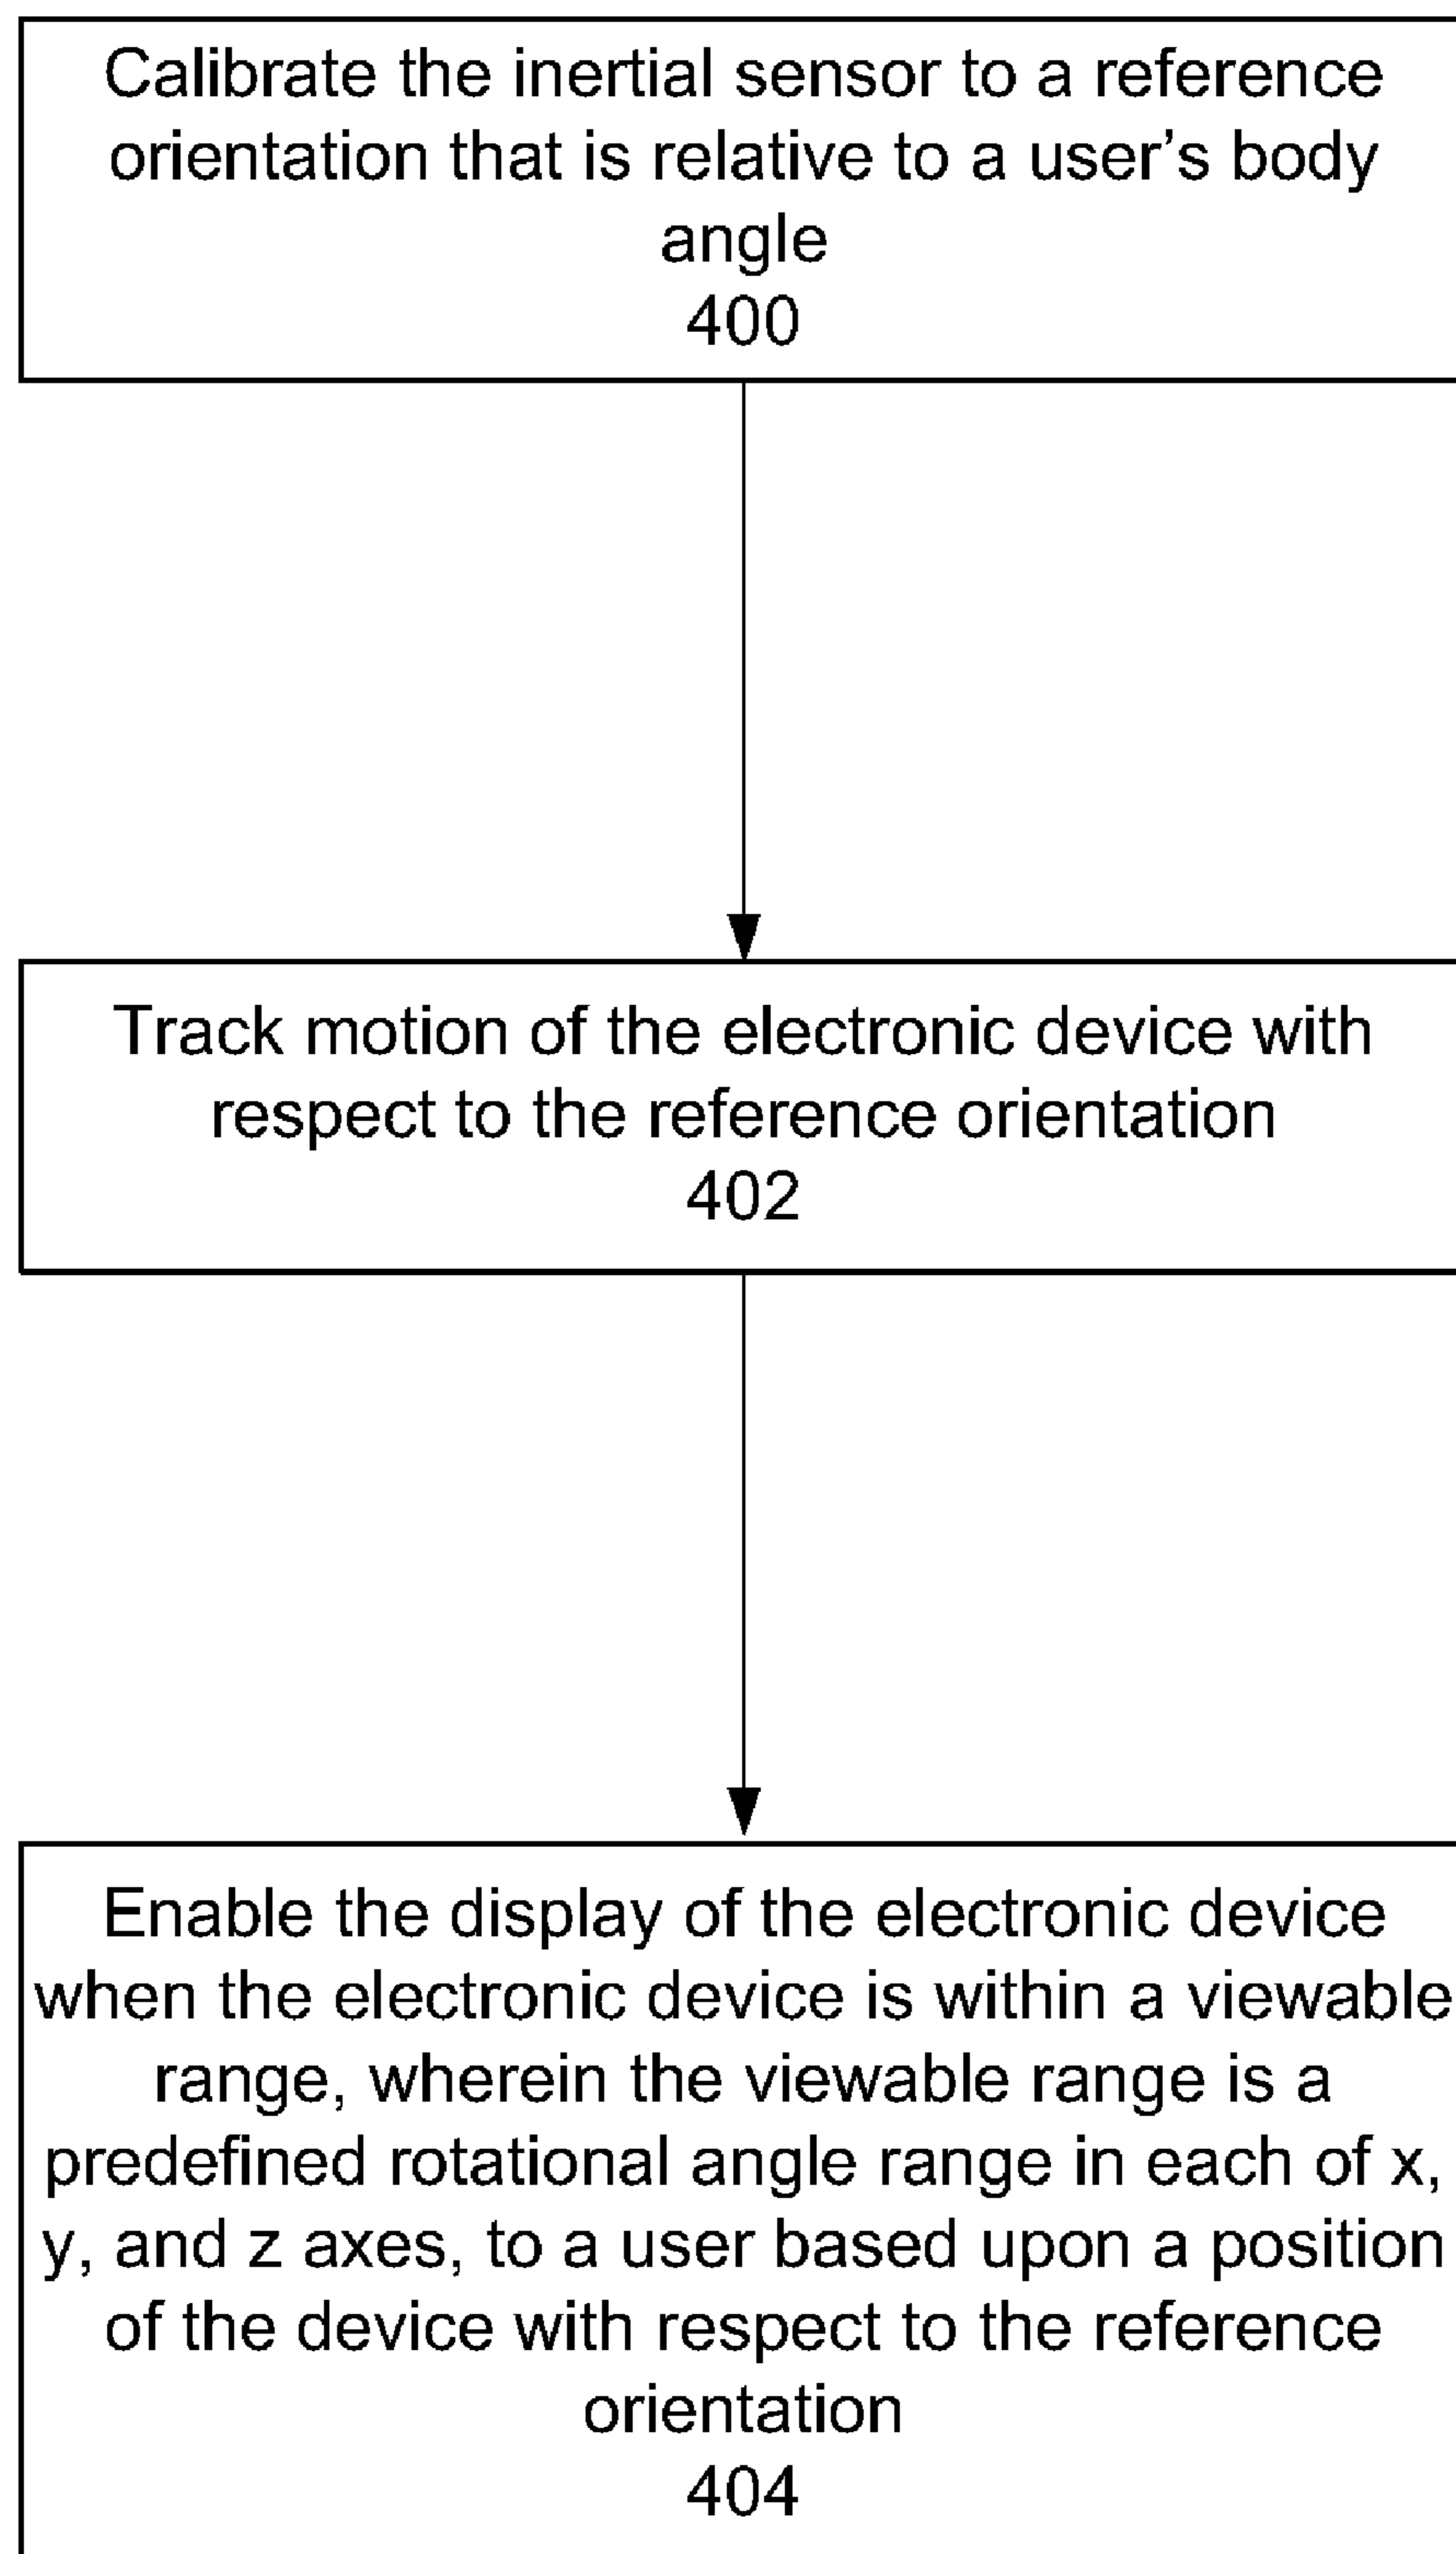 Calibrate the inertial sensor to a reference
orientation that is relative to a user’s body
angle
400
Track motion of the electronic device with
respect to the reference orientation
402
Enable the display of the electronic device
when the electronic device is within a viewable
range, wherein the viewable range is a
predefined rotational angle range in each of x,
y, and z axes, to a user based upon a position
of the device with respect to the reference
orientation
404